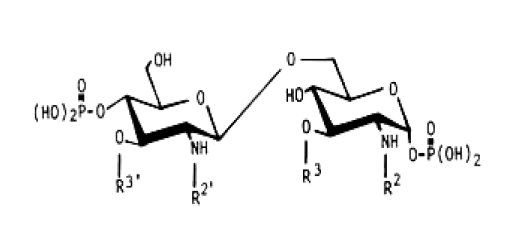 OH
O
O
(HO)₂P-O
O
HO
O
O
O
NH
O
NH
O
O-P(OH)₂
R³'
R²'
R³
R²